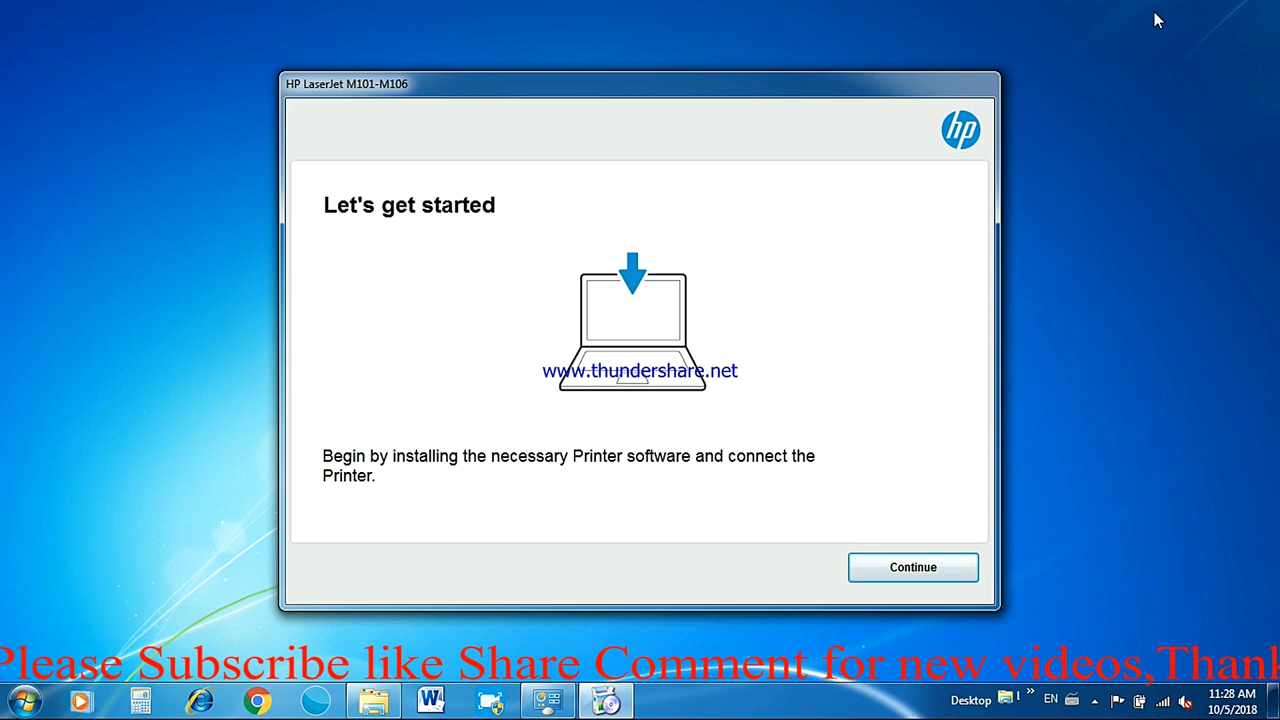 HP LaserJet M101-M106
hp
Let's get started
www.thundershare.net
Begin by installing the necessary Printer software and connect the
Printer.
Continue
Please Subscribe like Share Comment for new videos,Thank
W
Desktop
EN
11:28 AM
10/5/2018